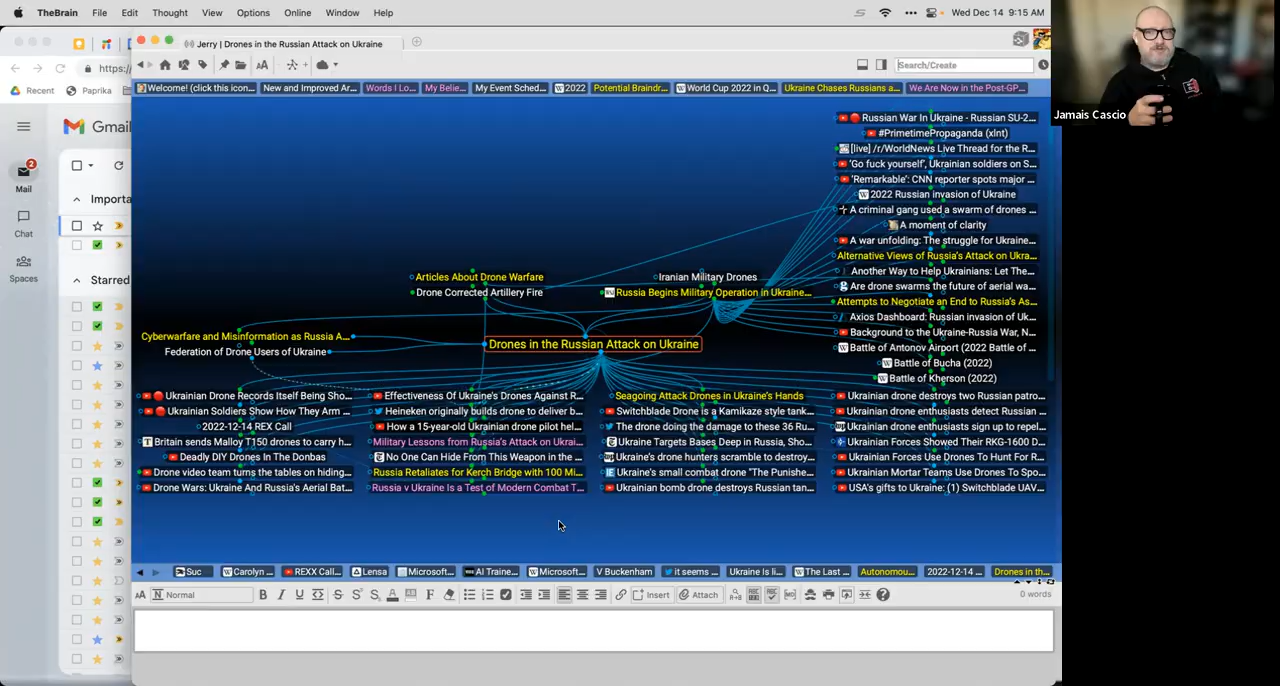 TheBrain File Edit Thought View Options Online Window Help
Wed Dec 14 9:15 AM
Jerry | Drones in the Russian Attack on Ukraine
https:/
Recent Paprika
Search/Create
Welcome! (click this icon... New and Improved Ar... Words I Lo... My Belie... My Event Sched... 2022 Potential Braindr... World Cup 2022 in Q... Ukraine Chases Russians a... We Are Now in the Post-GP...
Jamais Cascio
Gmail
2
Mail
Chat
Spaces
Importa
Starred
Russian War In Ukraine - Russian SU-2...
#PrimetimePropaganda (xInt)
[live] /r/WorldNews Live Thread for the R...
'Go fuck yourself', Ukrainian soldiers on S...
'Remarkable': CNN reporter spots major ...
2022 Russian invasion of Ukraine
A criminal gang used a swarm of drones ...
A moment of clarity
A war unfolding: The struggle for Ukraine...
Alternative Views of Russia's Attack on Ukra...
Another Way to Help Ukrainians: Let The...
Are drone swarms the future of aerial wa...
Attempts to Negotiate an End to Russia's As...
Axios Dashboard: Russian invasion of Uk...
Background to the Ukraine-Russia War, N...
Battle of Antonov Airport (2022 Battle of ...
Battle of Bucha (2022)
Battle of Kherson (2022)
Articles About Drone Warfare
Drone Corrected Artillery Fire
Iranian Military Drones
Russia Begins Military Operation in Ukraine...
Cyberwarfare and Misinformation as Russia A...
Federation of Drone Users of Ukraine
Drones in the Russian Attack on Ukraine
Ukrainian Drone Records Itself Being Sho...
Ukrainian Soldiers Show How They Arm ...
2022-12-14 REX Call
Britain sends Malloy T150 drones to carry h...
Deadly DIY Drones In The Donbas
Drone video team turns the tables on hiding...
Drone Wars: Ukraine And Russia's Aerial Bat...
Effectiveness Of Ukraine's Drones Against R...
Heineken originally builds drone to deliver b...
How a 15-year-old Ukrainian drone pilot hel...
Military Lessons from Russia's Attack on Ukrai...
No One Can Hide From This Weapon in the ...
Russia Retaliates for Kerch Bridge with 100 Mi...
Russia v Ukraine Is a Test of Modern Combat T...
Seagoing Attack Drones in Ukraine's Hands
Switchblade Drone is a Kamikaze style tank...
The drone doing the damage to these 36 Ru...
Ukraine Targets Bases Deep in Russia, Sho...
Ukraine's drone hunters scramble to destroy...
Ukraine's small combat drone "The Punishe...
Ukrainian bomb drone destroys Russian tan...
Ukrainian drone destroys two Russian patro...
Ukrainian drone enthusiasts detect Russian ...
Ukrainian drone enthusiasts sign up to repel...
Ukrainian Forces Showed Their RKG-1600 D...
Ukrainian Forces Use Drones To Hunt For R...
Ukrainian Mortar Teams Use Drones To Spo...
USA's gifts to Ukraine: (1) Switchblade UAV...
Suc Carolyn ... REXX Call... Lensa Microsoft... AI Traine... Microsoft... V Buckenham it seems ... Ukraine Is li... The Last ... Autonomou... 2022-12-14 ... Drones in th...
Normal
Insert Attach
0 words